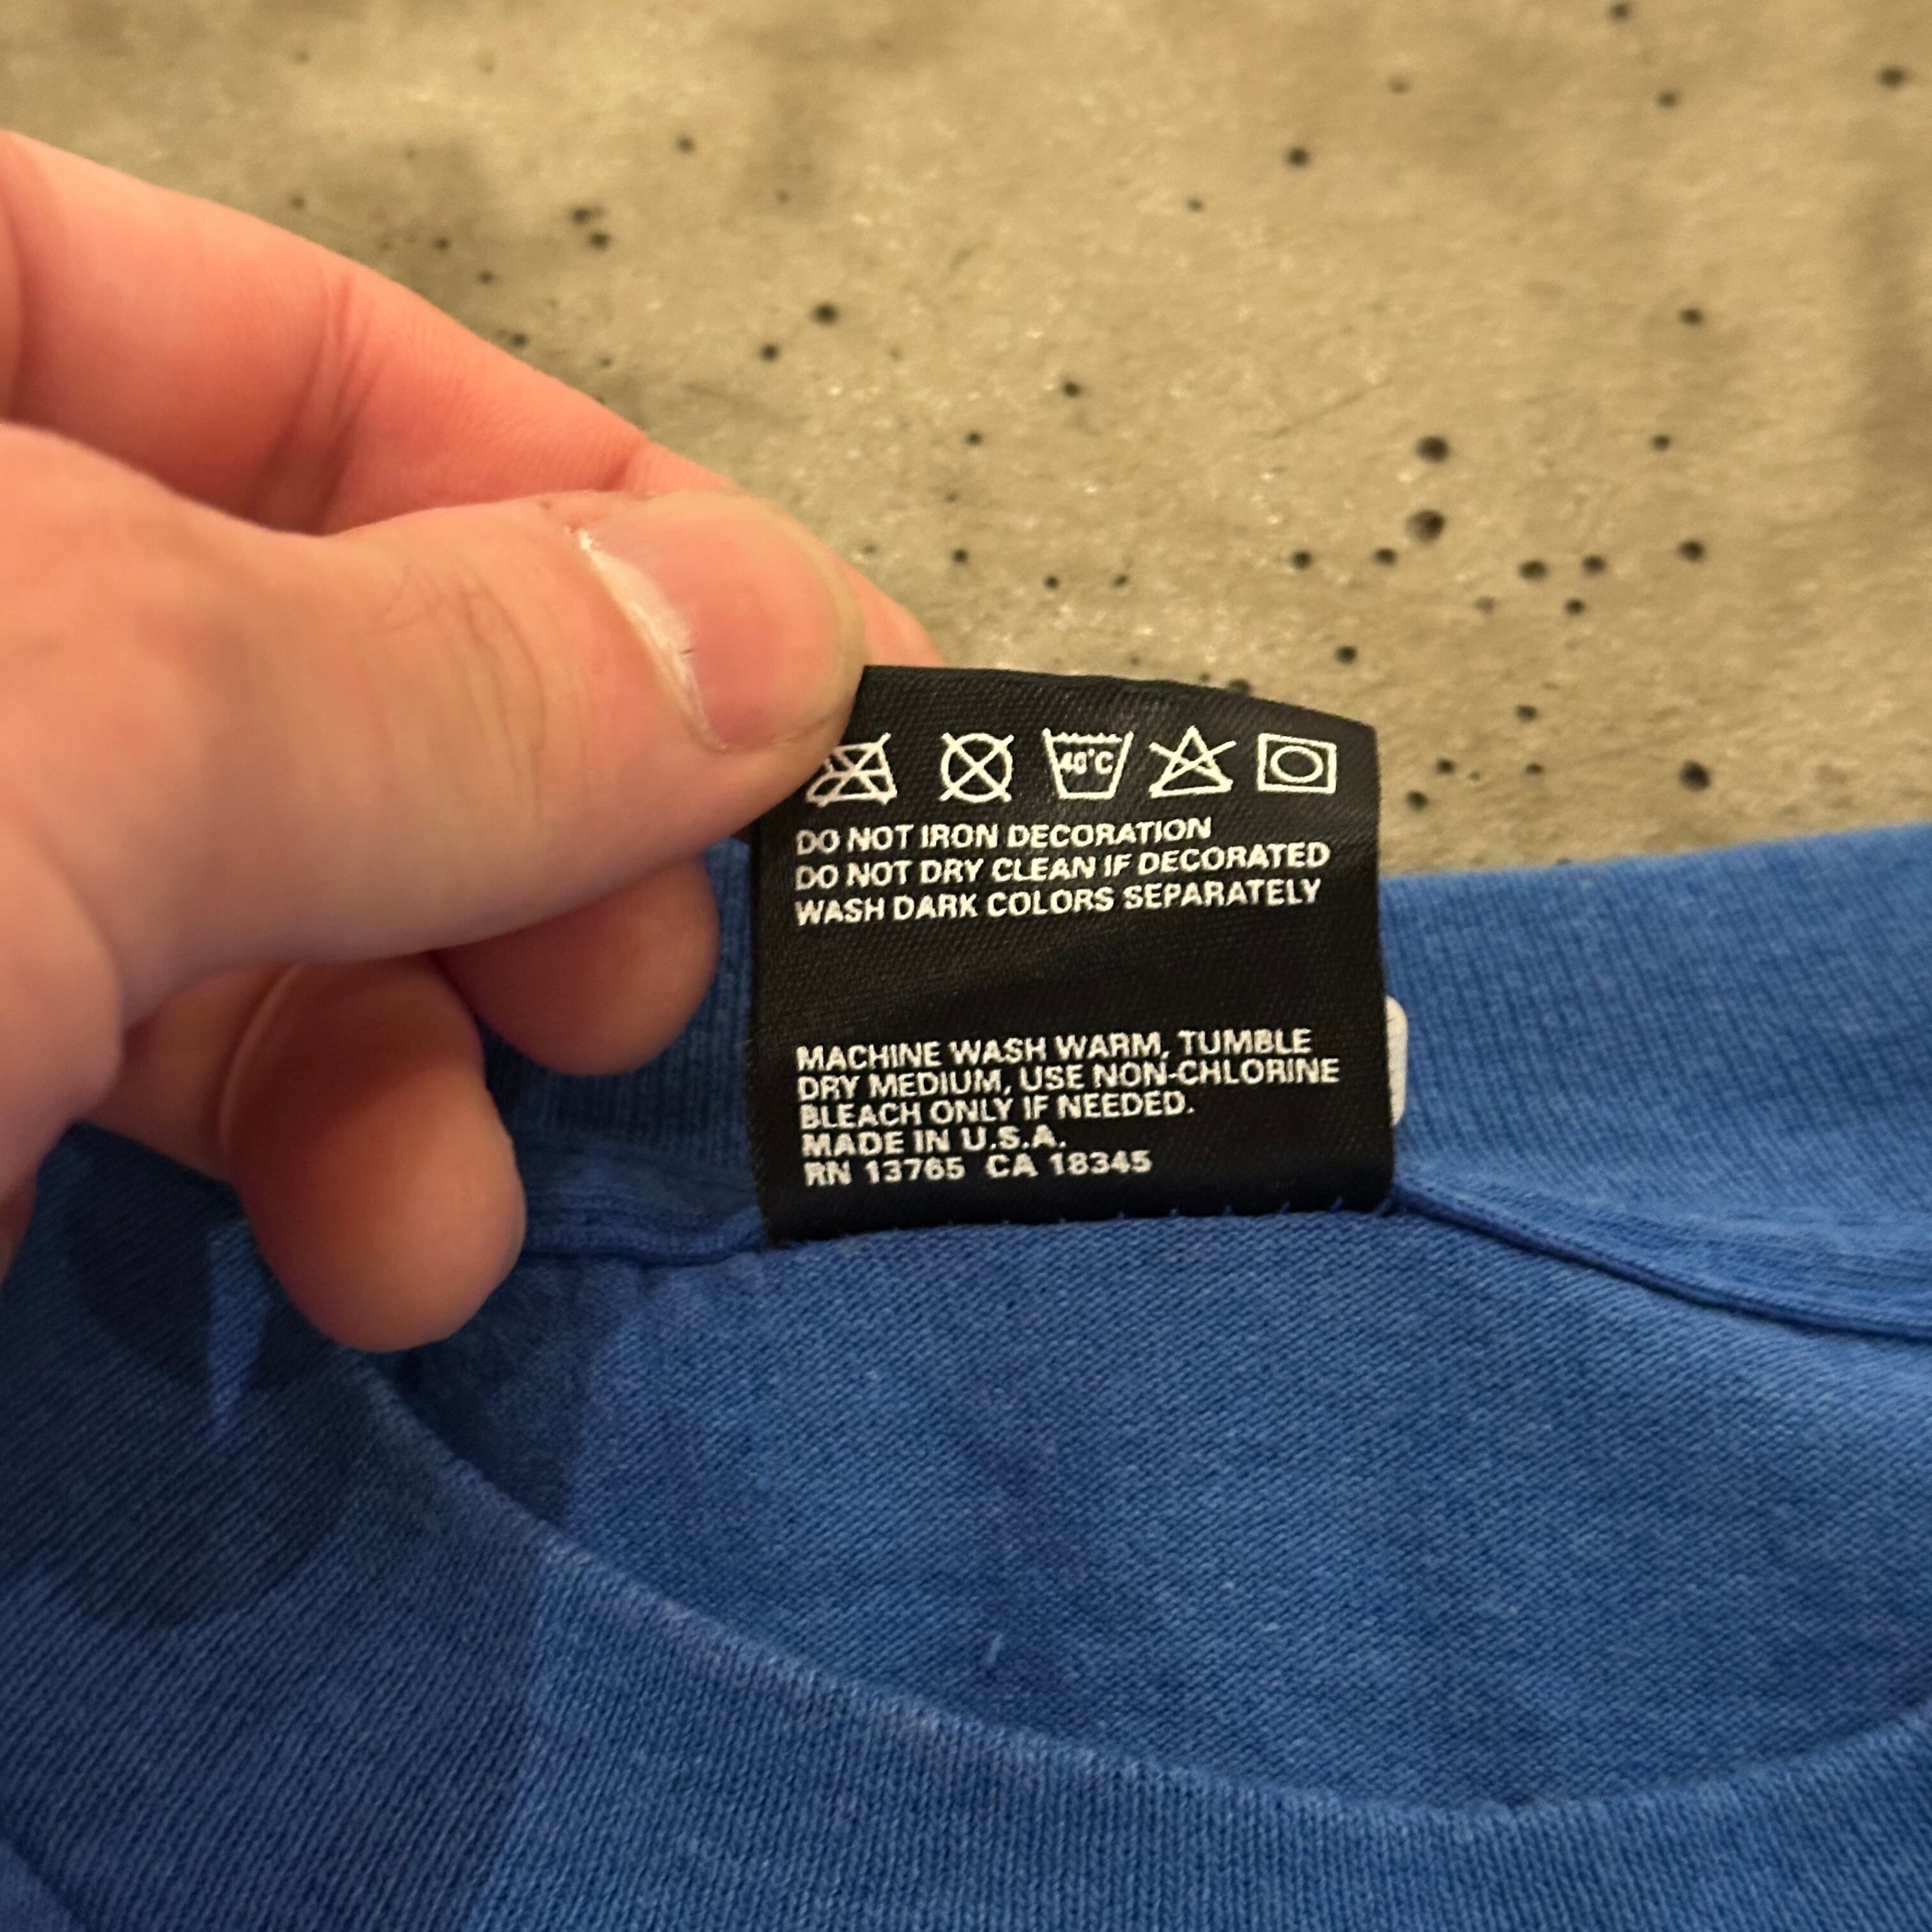 40°C
DO NOT IRON DECORATION
DO NOT DRY CLEAN IF DECORATED
WASH DARK COLORS SEPARATELY
MACHINE WASH WARM, TUMBLE
DRY MEDIUM, USE NON-CHLORINE
BLEACH ONLY IF NEEDED.
MADE IN U.S.A.
RN 13765 CA 18345